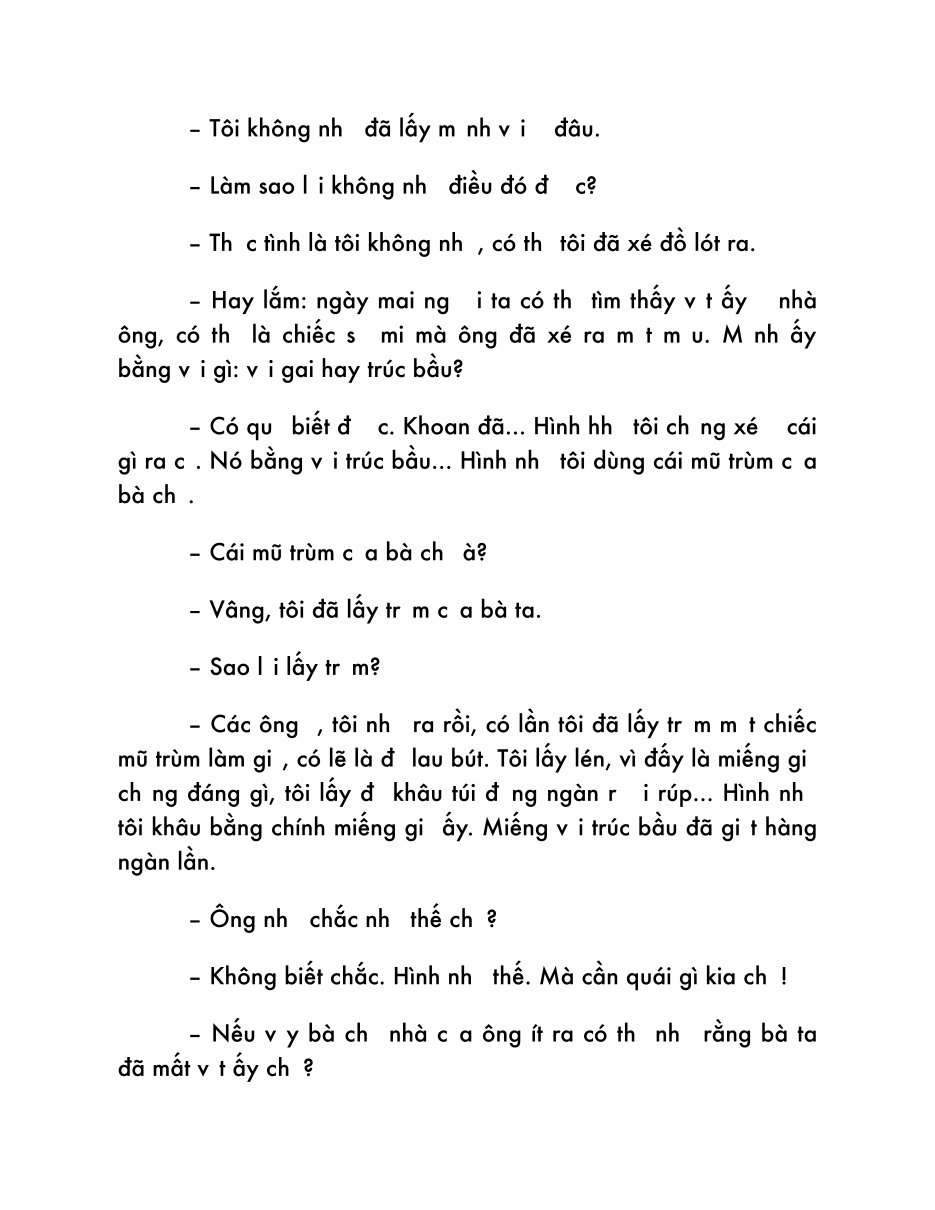 – Tôi không nh đã lấy m nh v i đâu.
– Làm sao l i không nh điều đó đ c?
– Th c tình là tôi không nh , có th tôi đã xé đồ lót ra.
– Hay lắm: ngày mai ng i ta có th tìm thấy v t ấy nhà
ông, có th là chiếc s mi mà ông đã xé ra m t m u. M nh ấy
bằng v i gì: v i gai hay trúc bầu?
– Có qu biết đ c. Khoan đã... Hình hh tôi ch ng xé cái
gì ra c . Nó bằng v i trúc bầu... Hình nh tôi dùng cái mũ trùm c a
bà ch .
– Cái mũ trùm c a bà ch à?
– Vâng, tôi đã lấy tr m c a bà ta.
– Sao l i lấy tr m?
– Các ông , tôi nh ra rồi, có lần tôi đã lấy tr m m t chiếc
mũ trùm làm gi , có lẽ là đ lau bút. Tôi lấy lén, vì đấy là miếng gi
ch ng đáng gì, tôi lấy đ khâu túi đ ng ngàn r i rúp... Hình nh
tôi khâu bằng chính miếng gi ấy. Miếng v i trúc bầu đã gi t hàng
ngàn lần.
– Ông nh chắc nh thế ch ?
– Không biết chắc. Hình nh thế. Mà cần quái gì kia ch !
– Nếu v y bà ch nhà c a ông ít ra có th nh rằng bà ta
đã mất v t ấy ch ?